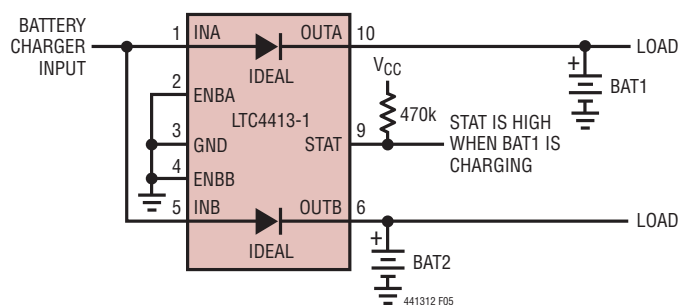 BATTERY
CHARGER
INPUT
1
INA
OUTA
10
LOAD
IDEAL
VCC
BAT1
2
ENBA
470k
LTC4413-1
STAT IS HIGH
WHEN BAT1 IS
CHARGING
3
GND
STAT
9
4
ENBB
5
INB
OUTB
6
LOAD
IDEAL
BAT2
441312 F05